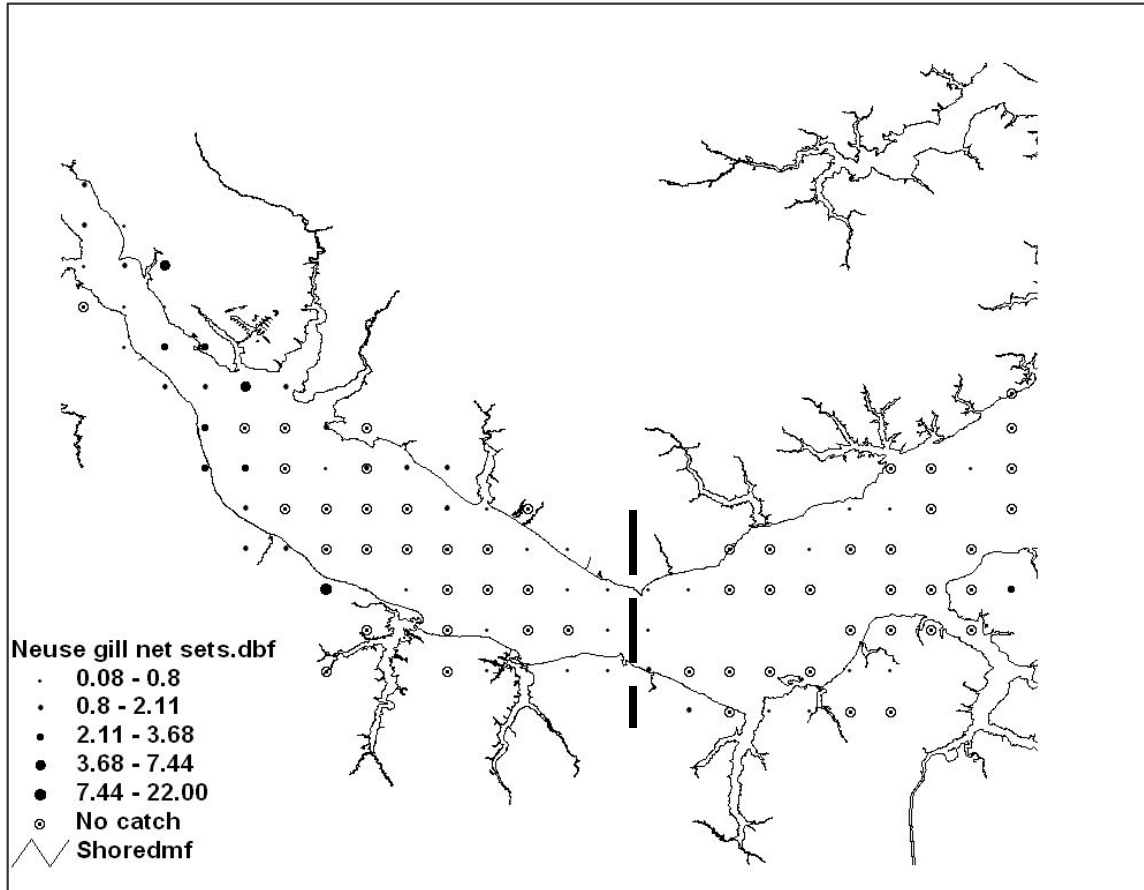 Neuse gill net sets.dbf
0.08 - 0.8
0.8 - 2.11
2.11 - 3.68
3.68 - 7.44
7.44 - 22.00
No catch
Shoredmf